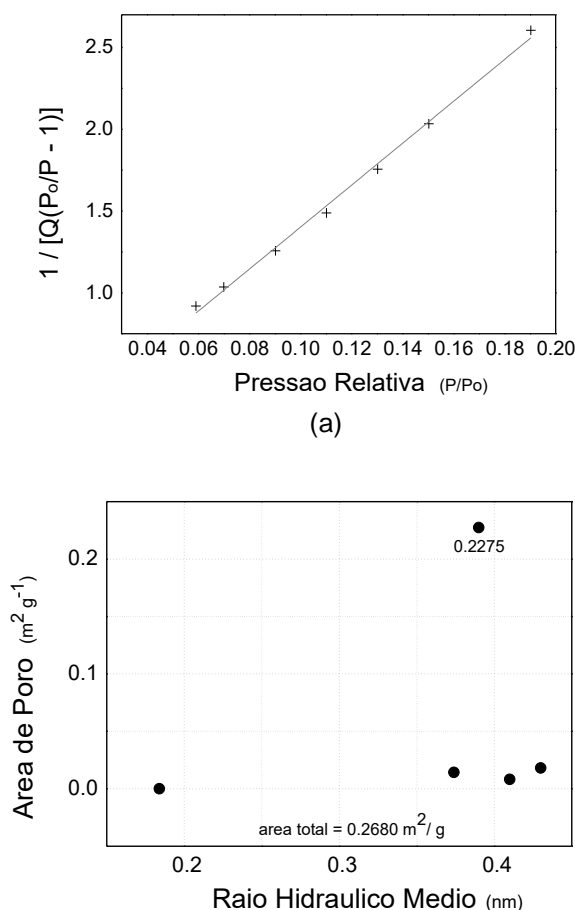 2.5
2.0
1.5
1.0
1 / [Q(Po/P - 1)]
0.04 0.06 0.08 0.10 0.12 0.14 0.16 0.18 0.20
Pressao Relativa (P/Po)
(a)
0.2
0.1
0.0
Area de Poro (m² g⁻¹)
0.2275
area total = 0.2680 m²/ g
0.2 0.3 0.4
Raio Hidraulico Medio (nm)